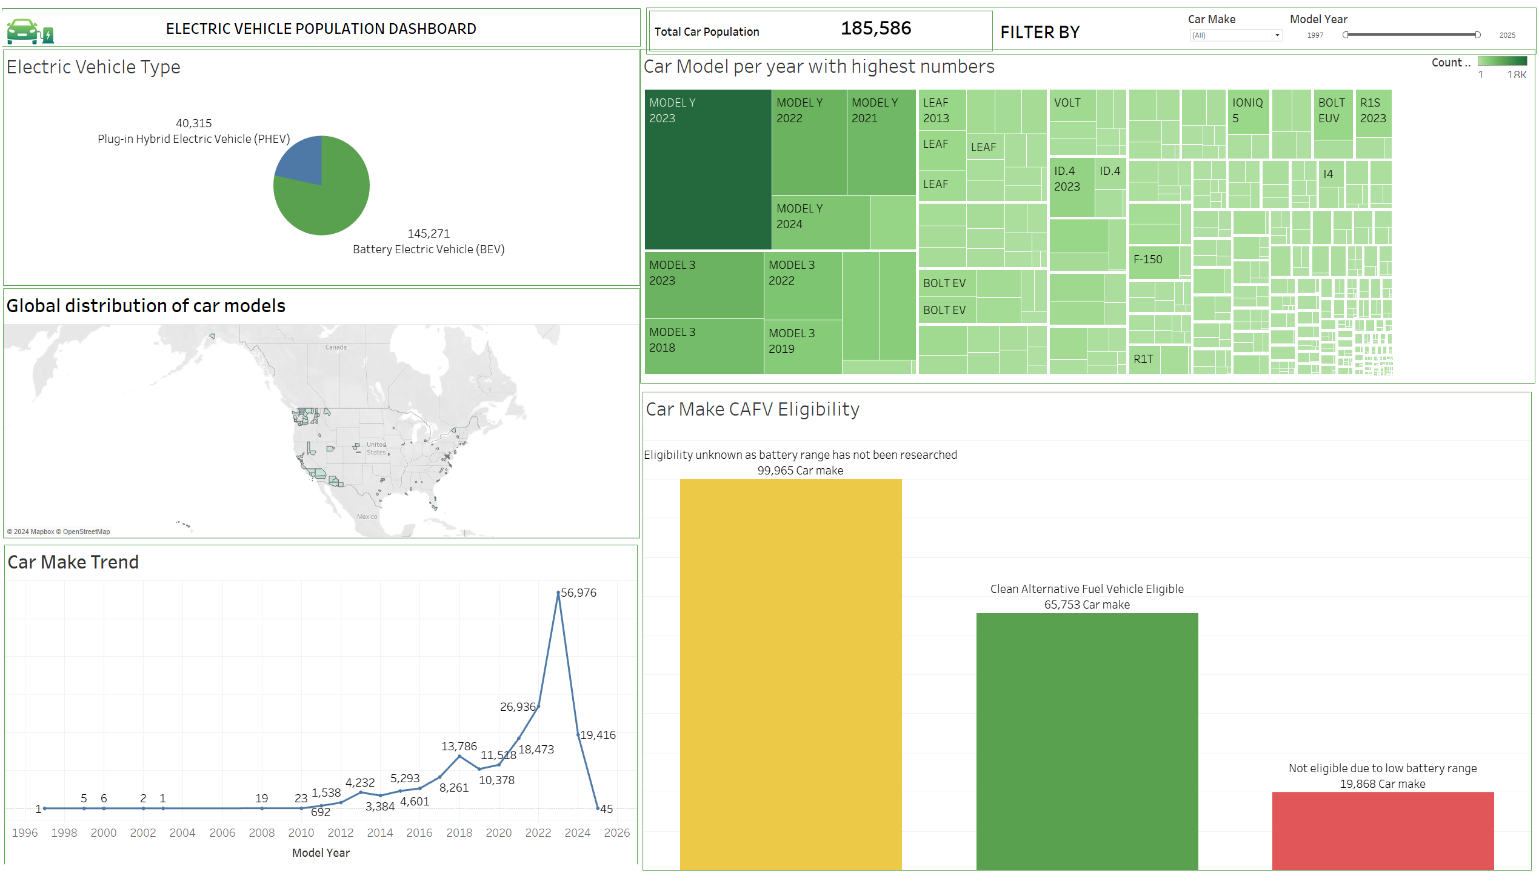 ELECTRIC VEHICLE POPULATION DASHBOARD
Total Car Population
185,586
FILTER BY
Car Make
(All)
Model Year
1997
2025
Electric Vehicle Type
40,315
Plug-in Hybrid Electric Vehicle (PHEV)
145,271
Battery Electric Vehicle (BEV)
Car Model per year with highest numbers
Count ..
1
18K
MODEL Y
2023
MODEL Y
2022
MODEL Y
2021
MODEL Y
2024
MODEL 3
2023
MODEL 3
2022
MODEL 3
2018
MODEL 3
2019
LEAF
2013
LEAF
LEAF
LEAF
BOLT EV
BOLT EV
VOLT
ID.4
2023
ID.4
F-150
R1T
IONIQ
5
BOLT
EUV
R1S
2023
I4
Global distribution of car models
Canada
United
States
Mexico
© 2024 Mapbox © OpenStreetMap
Car Make Trend
1
5
6
2
1
19
23
692
1,538
4,232
3,384
5,293
4,601
8,261
13,786
10,378
11,518
18,473
26,936
56,976
19,416
45
1996 1998 2000 2002 2004 2006 2008 2010 2012 2014 2016 2018 2020 2022 2024 2026
Model Year
Car Make CAFV Eligibility
Eligibility unknown as battery range has not been researched
99,965 Car make
Clean Alternative Fuel Vehicle Eligible
65,753 Car make
Not eligible due to low battery range
19,868 Car make